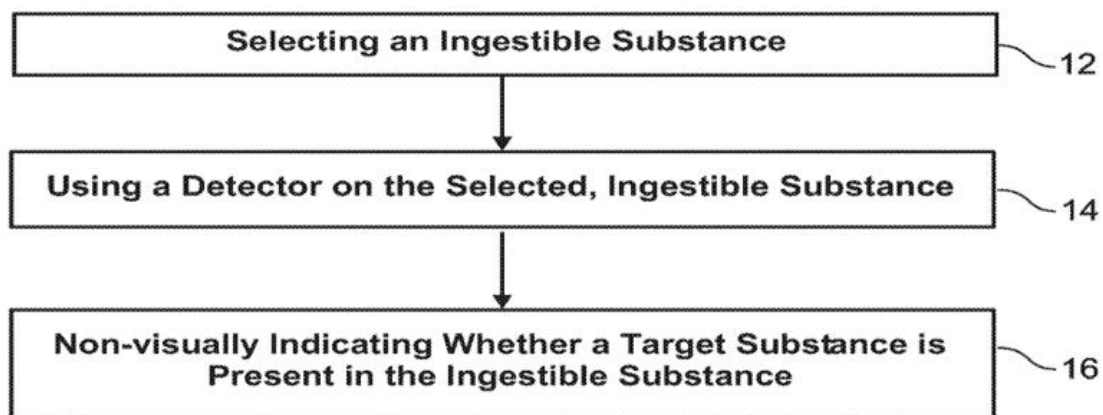 Selecting an Ingestible Substance
12
Using a Detector on the Selected, Ingestible Substance
14
Non-visually Indicating Whether a Target Substance is
Present in the Ingestible Substance
16